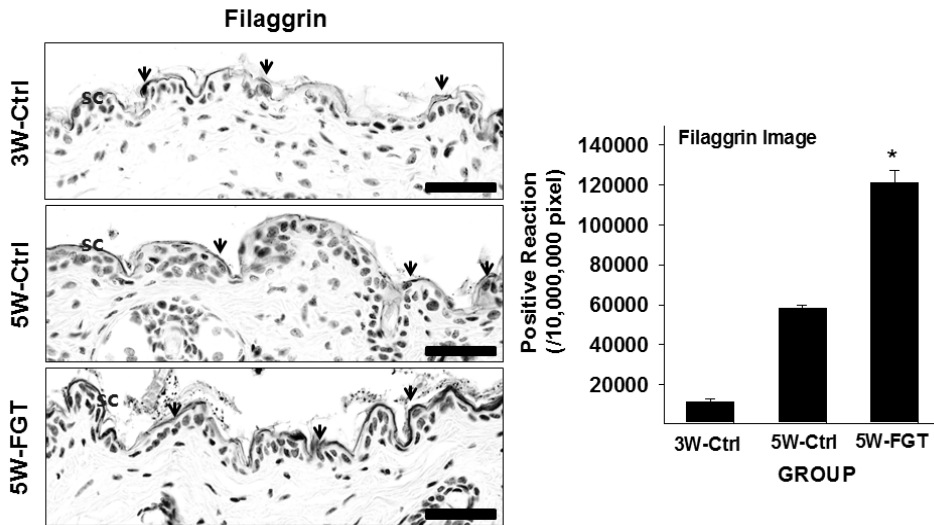 Filaggrin
3W-Ctrl
SC
5W-Ctrl
SC
5W-FGT
SC
Filaggrin Image
*
Positive Reaction
(/10,000,000 pixel)
140000
120000
100000
80000
60000
40000
20000
3W-Ctrl 5W-Ctrl 5W-FGT
GROUP